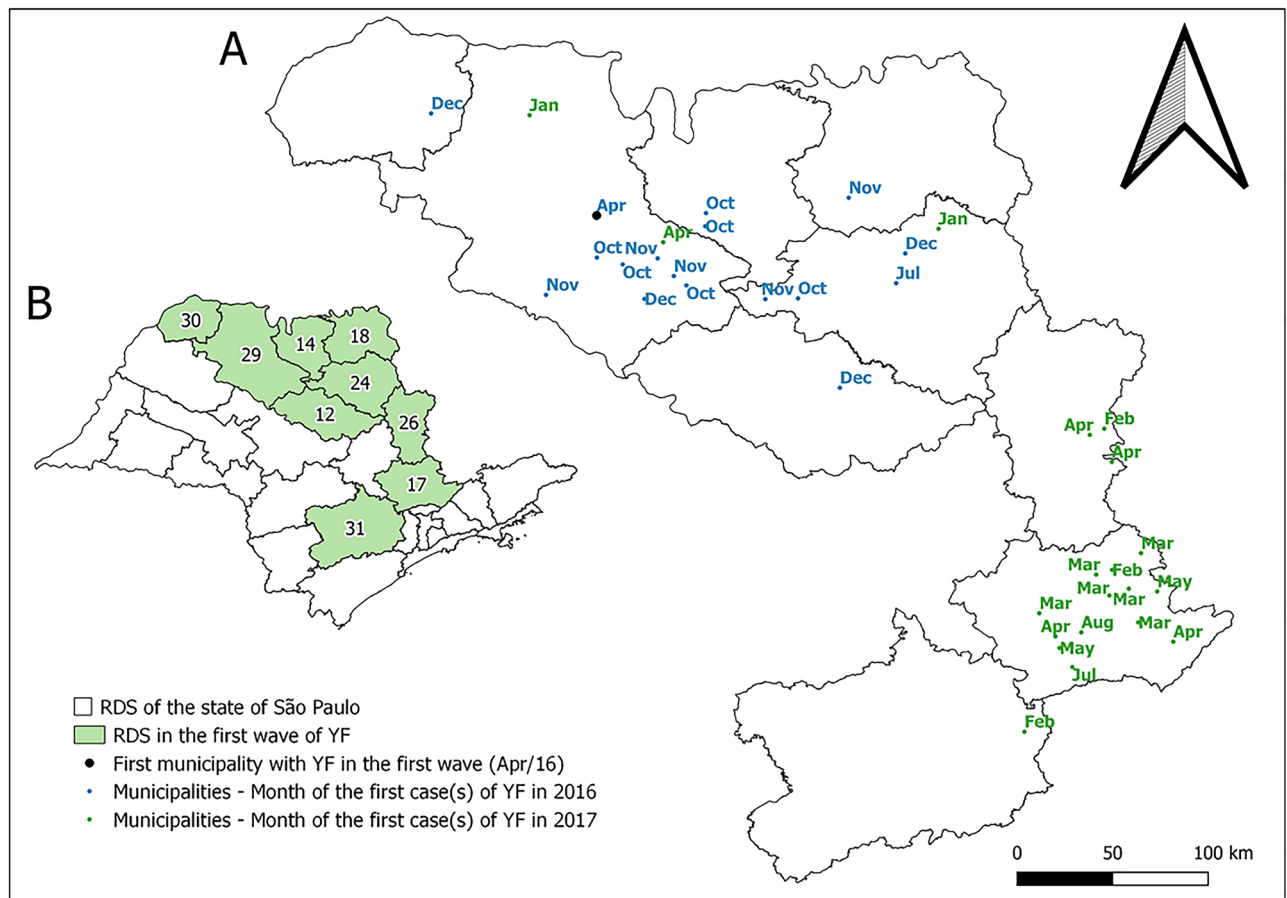 A
Dec
Jan
Nov
Apr
Oct
Oct
Jan
Apr
Dec
Oct Nov
Oct
Nov
Jul
Nov
Dec
Oct
Nov Oct
B
30
29
14
18
24
12
26
17
31
Dec
Apr
Feb
Apr
Mar
Mar
Feb
May
Mar
Mar
Mar
Apr
Aug
Mar
Apr
May
Jul
Feb
RDS of the state of São Paulo
RDS in the first wave of YF
First municipality with YF in the first wave (Apr/16)
Municipalities - Month of the first case(s) of YF in 2016
Municipalities - Month of the first case(s) of YF in 2017
0 50 100 km